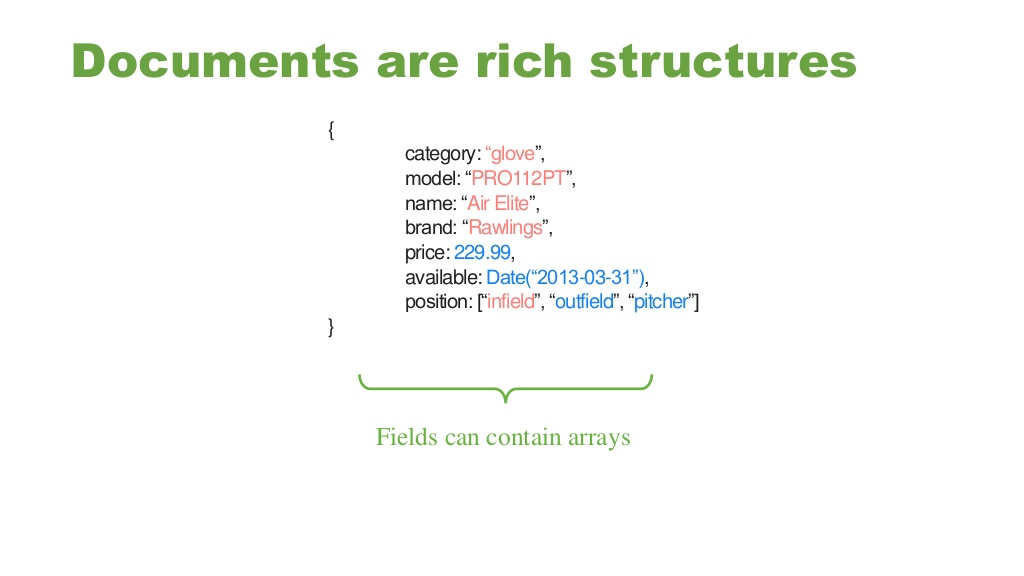 Documents are rich structures
{
category: “glove”,
model: “PRO112PT”,
name: “Air Elite”,
brand: “Rawlings”,
price: 229.99,
available: Date(“2013-03-31”),
position: [“infield”, “outfield”, “pitcher”]
}
Fields can contain arrays